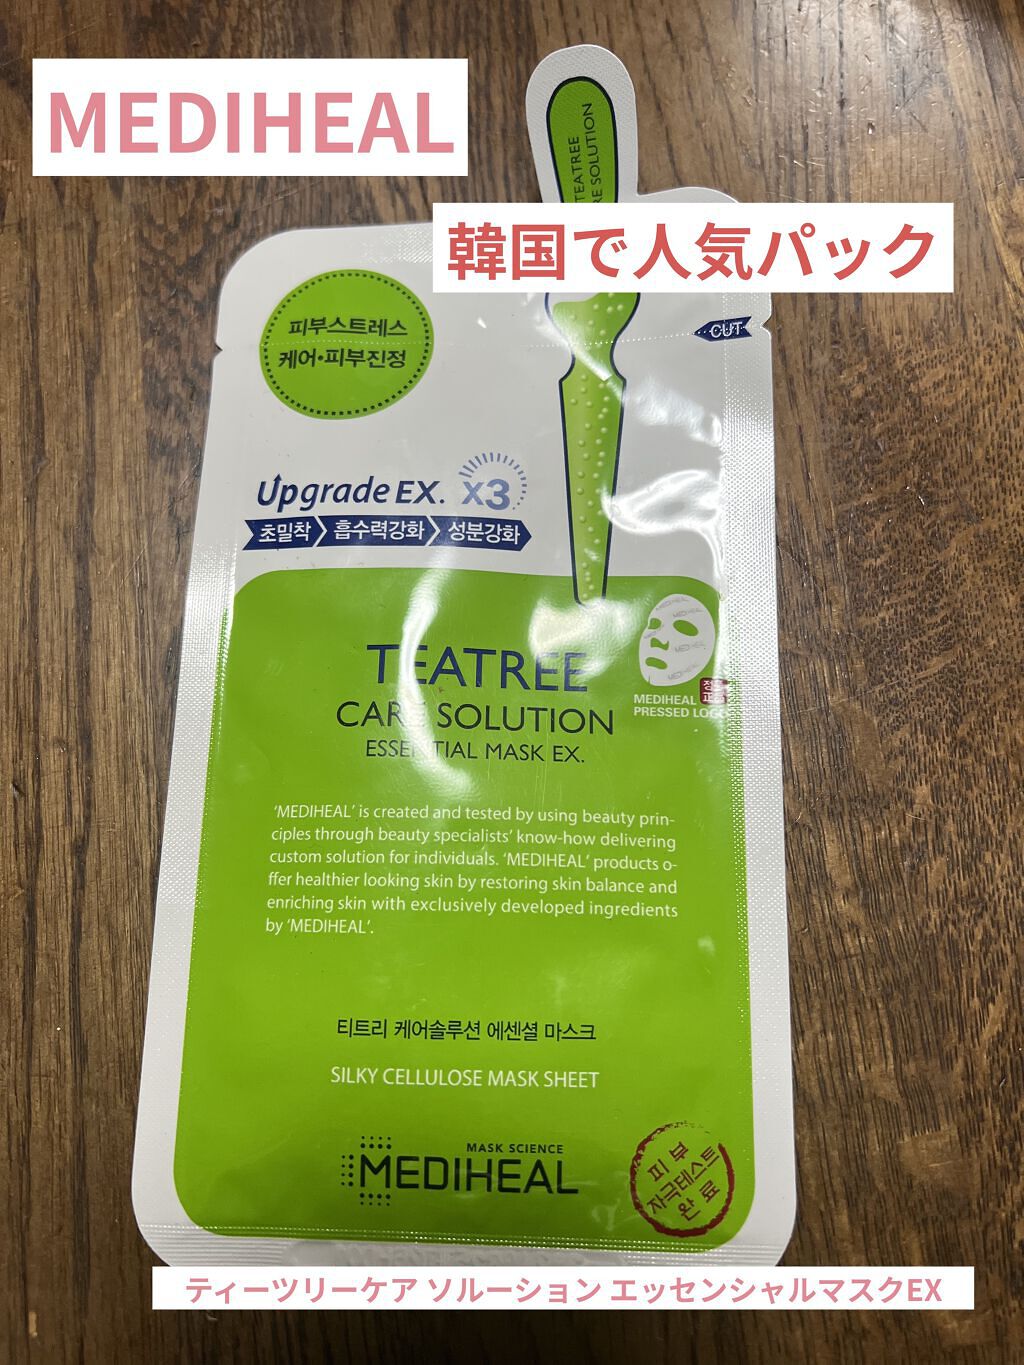 MEDIHEAL
TEATREE
RE SOLUTION
韓国で人気パック
CUT
피부스트레스
케어•피부진정
Upgrade EX. X3
초밀착 흡수력강화 성분강화
TEATREE
CARE SOLUTION
ESSENTIAL MASK EX.
MEDIHEAL
PRESSED LOGO
'MEDIHEAL' is created and tested by using beauty prin-
ciples through beauty specialists' know-how delivering
custom solution for individuals. 'MEDIHEAL' products o-
ffer healthier looking skin by restoring skin balance and
enriching skin with exclusively developed ingredients
by 'MEDIHEAL'.
티트리 케어솔루션 에센셜 마스크
SILKY CELLULOSE MASK SHEET
MASK SCIENCE
MEDIHEAL
피부
자극테스트
완료
ティーツリーケア ソルーション エッセンシャルマスクEX